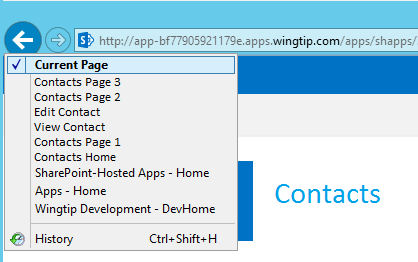 http://app-bf77905921179e.apps.wingtip.com/apps/shapps/
Current Page
Contacts Page 3
Contacts Page 2
Edit Contact
View Contact
Contacts Page 1
Contacts Home
SharePoint-Hosted Apps - Home
Apps - Home
Wingtip Development - DevHome
History Ctrl+Shift+H
Contacts